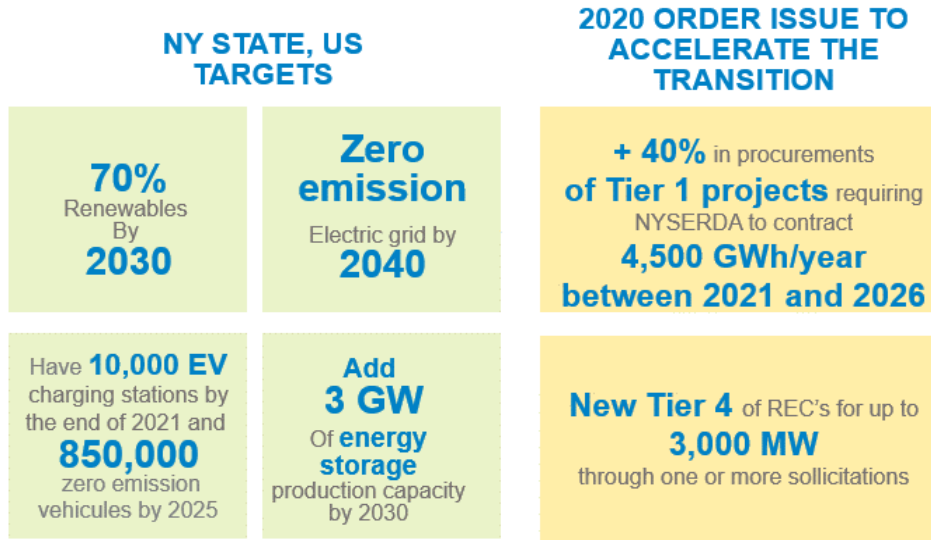 NY STATE, US
TARGETS
70%
Renewables
By
2030
Zero
emission
Electric grid by
2040
Have 10,000 EV
charging stations by
the end of 2021 and
850,000
zero emission
vehicules by 2025
Add
3 GW
Of energy
storage
production capacity
by 2030
2020 ORDER ISSUE TO
ACCELERATE THE
TRANSITION
+ 40% in procurements
of Tier 1 projects requiring
NYSERDA to contract
4,500 GWh/year
between 2021 and 2026
New Tier 4 of REC's for up to
3,000 MW
through one or more sollicitations